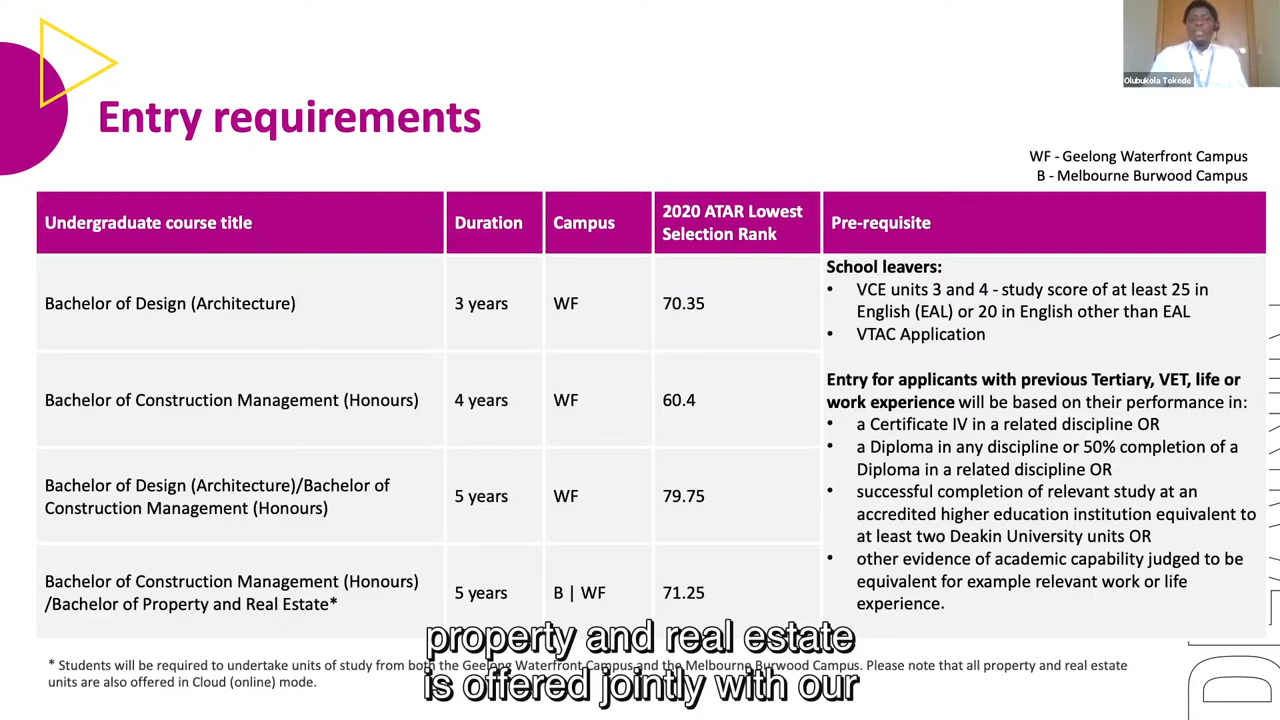 Olubukola Tokede
Entry requirements
WF - Geelong Waterfront Campus
B - Melbourne Burwood Campus
Undergraduate course title
Duration
Campus
2020 ATAR Lowest
Selection Rank
Pre-requisite
Bachelor of Design (Architecture)
3 years
WF
70.35
Bachelor of Construction Management (Honours)
4 years
WF
60.4
Bachelor of Design (Architecture)/Bachelor of
Construction Management (Honours)
5 years
WF
79.75
Bachelor of Construction Management (Honours)
/Bachelor of Property and Real Estate*
5 years
B | WF
71.25
School leavers:
• VCE units 3 and 4 - study score of at least 25 in
English (EAL) or 20 in English other than EAL
• VTAC Application
Entry for applicants with previous Tertiary, VET, life or
work experience will be based on their performance in:
• a Certificate IV in a related discipline OR
• a Diploma in any discipline or 50% completion of a
Diploma in a related discipline OR
• successful completion of relevant study at an
accredited higher education institution equivalent to
at least two Deakin University units OR
• other evidence of academic capability judged to be
equivalent for example relevant work or life
experience.
* Students will be required to undertake units of study from both the Geelong Waterfront Campus and the Melbourne Burwood Campus. Please note that all property and real estate
units are also offered in Cloud (online) mode.
property and real estate
is offered jointly with our